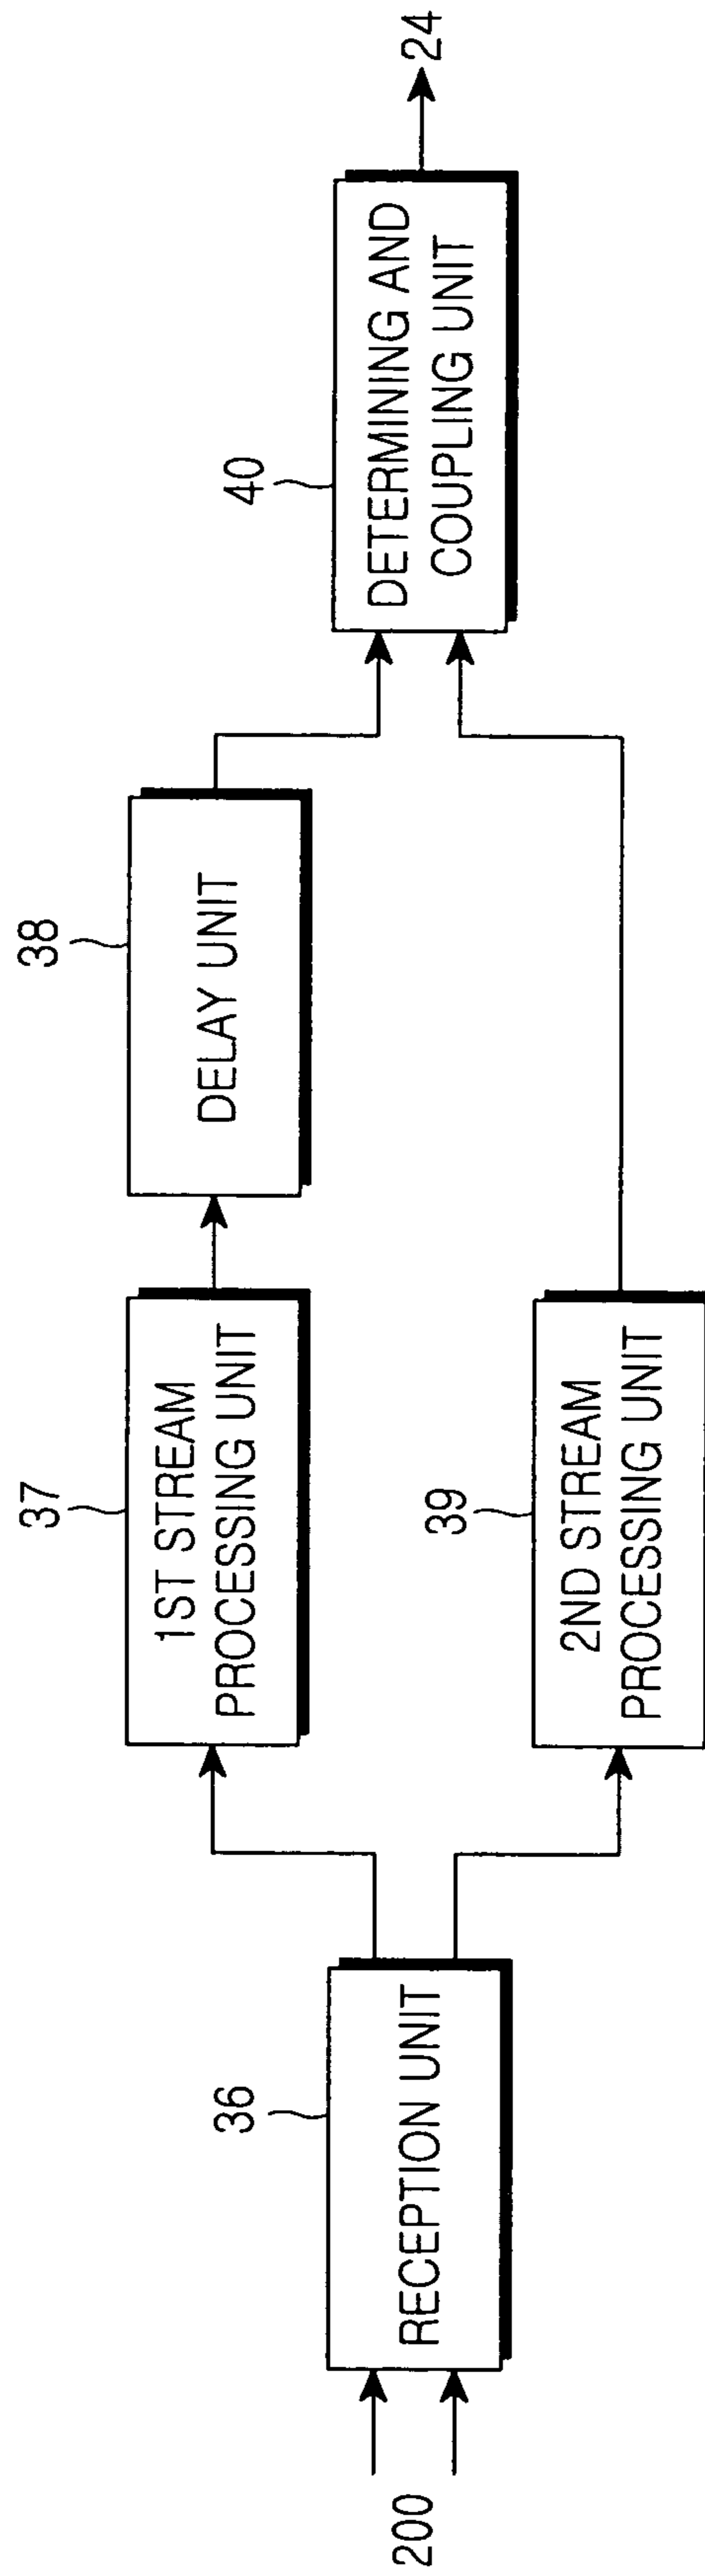 200
36
RECEPTION UNIT
37
1ST STREAM
PROCESSING UNIT
38
DELAY UNIT
39
2ND STREAM
PROCESSING UNIT
40
DETERMINING AND
COUPLING UNIT
24